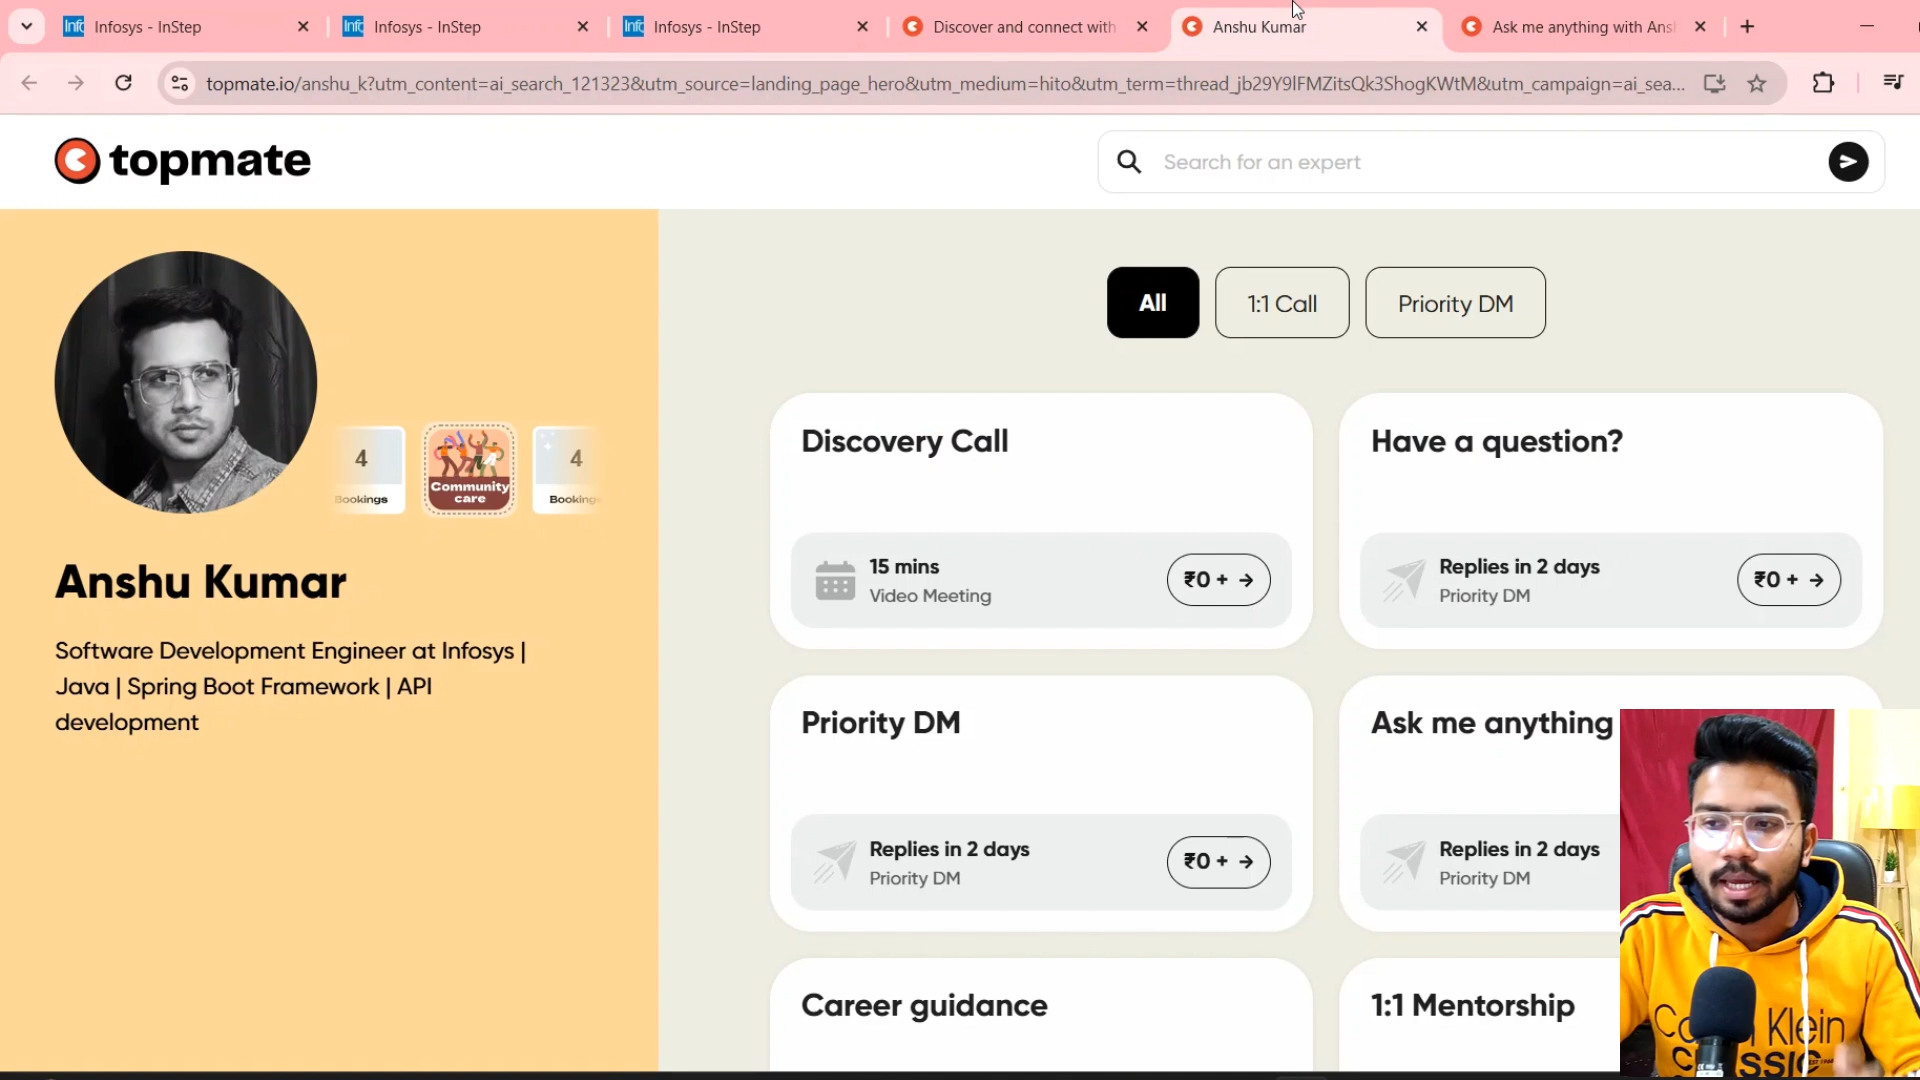 Infosys - InStep
Infosys - InStep
Infosys - InStep
Discover and connect with
Anshu Kumar
Ask me anything with Ans
topmate.io/anshu_k?utm_content=ai_search_121323&utm_source=landing_page_hero&utm_medium=hito&utm_term=thread_jb29Y9lFMZitsQk3ShogKWtM&utm_campaign=ai_sea...
topmate
Search for an expert
All
1:1 Call
Priority DM
4
Bookings
Community
care
4
Booking
Anshu Kumar
Software Development Engineer at Infosys |
Java | Spring Boot Framework | API
development
Discovery Call
15 mins
Video Meeting
₹0 + →
Have a question?
Replies in 2 days
Priority DM
₹0 + →
Priority DM
Replies in 2 days
Priority DM
₹0 + →
Ask me anything
Replies in 2 days
Priority DM
Career guidance
1:1 Mentorship
Klein